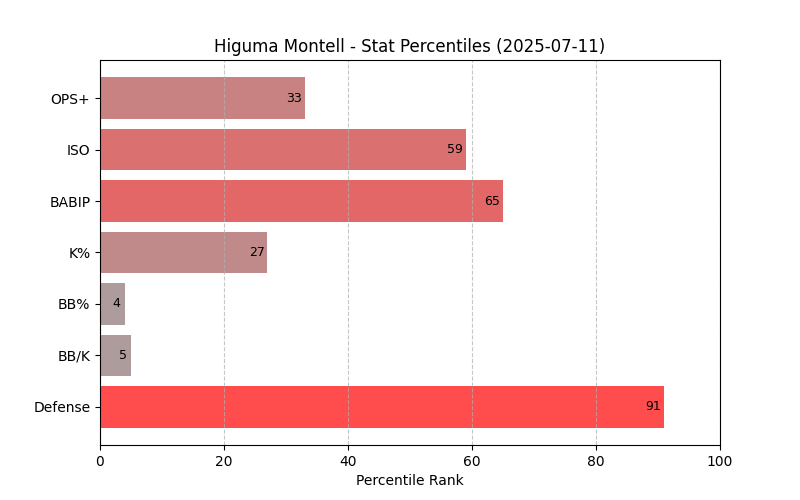 Higuma Montell - Stat Percentiles (2025-07-11)
OPS+ 33
ISO 59
BABIP 65
K% 27
BB% 4
BB/K 5
Defense 91
0 20 40 60 80 100
Percentile Rank